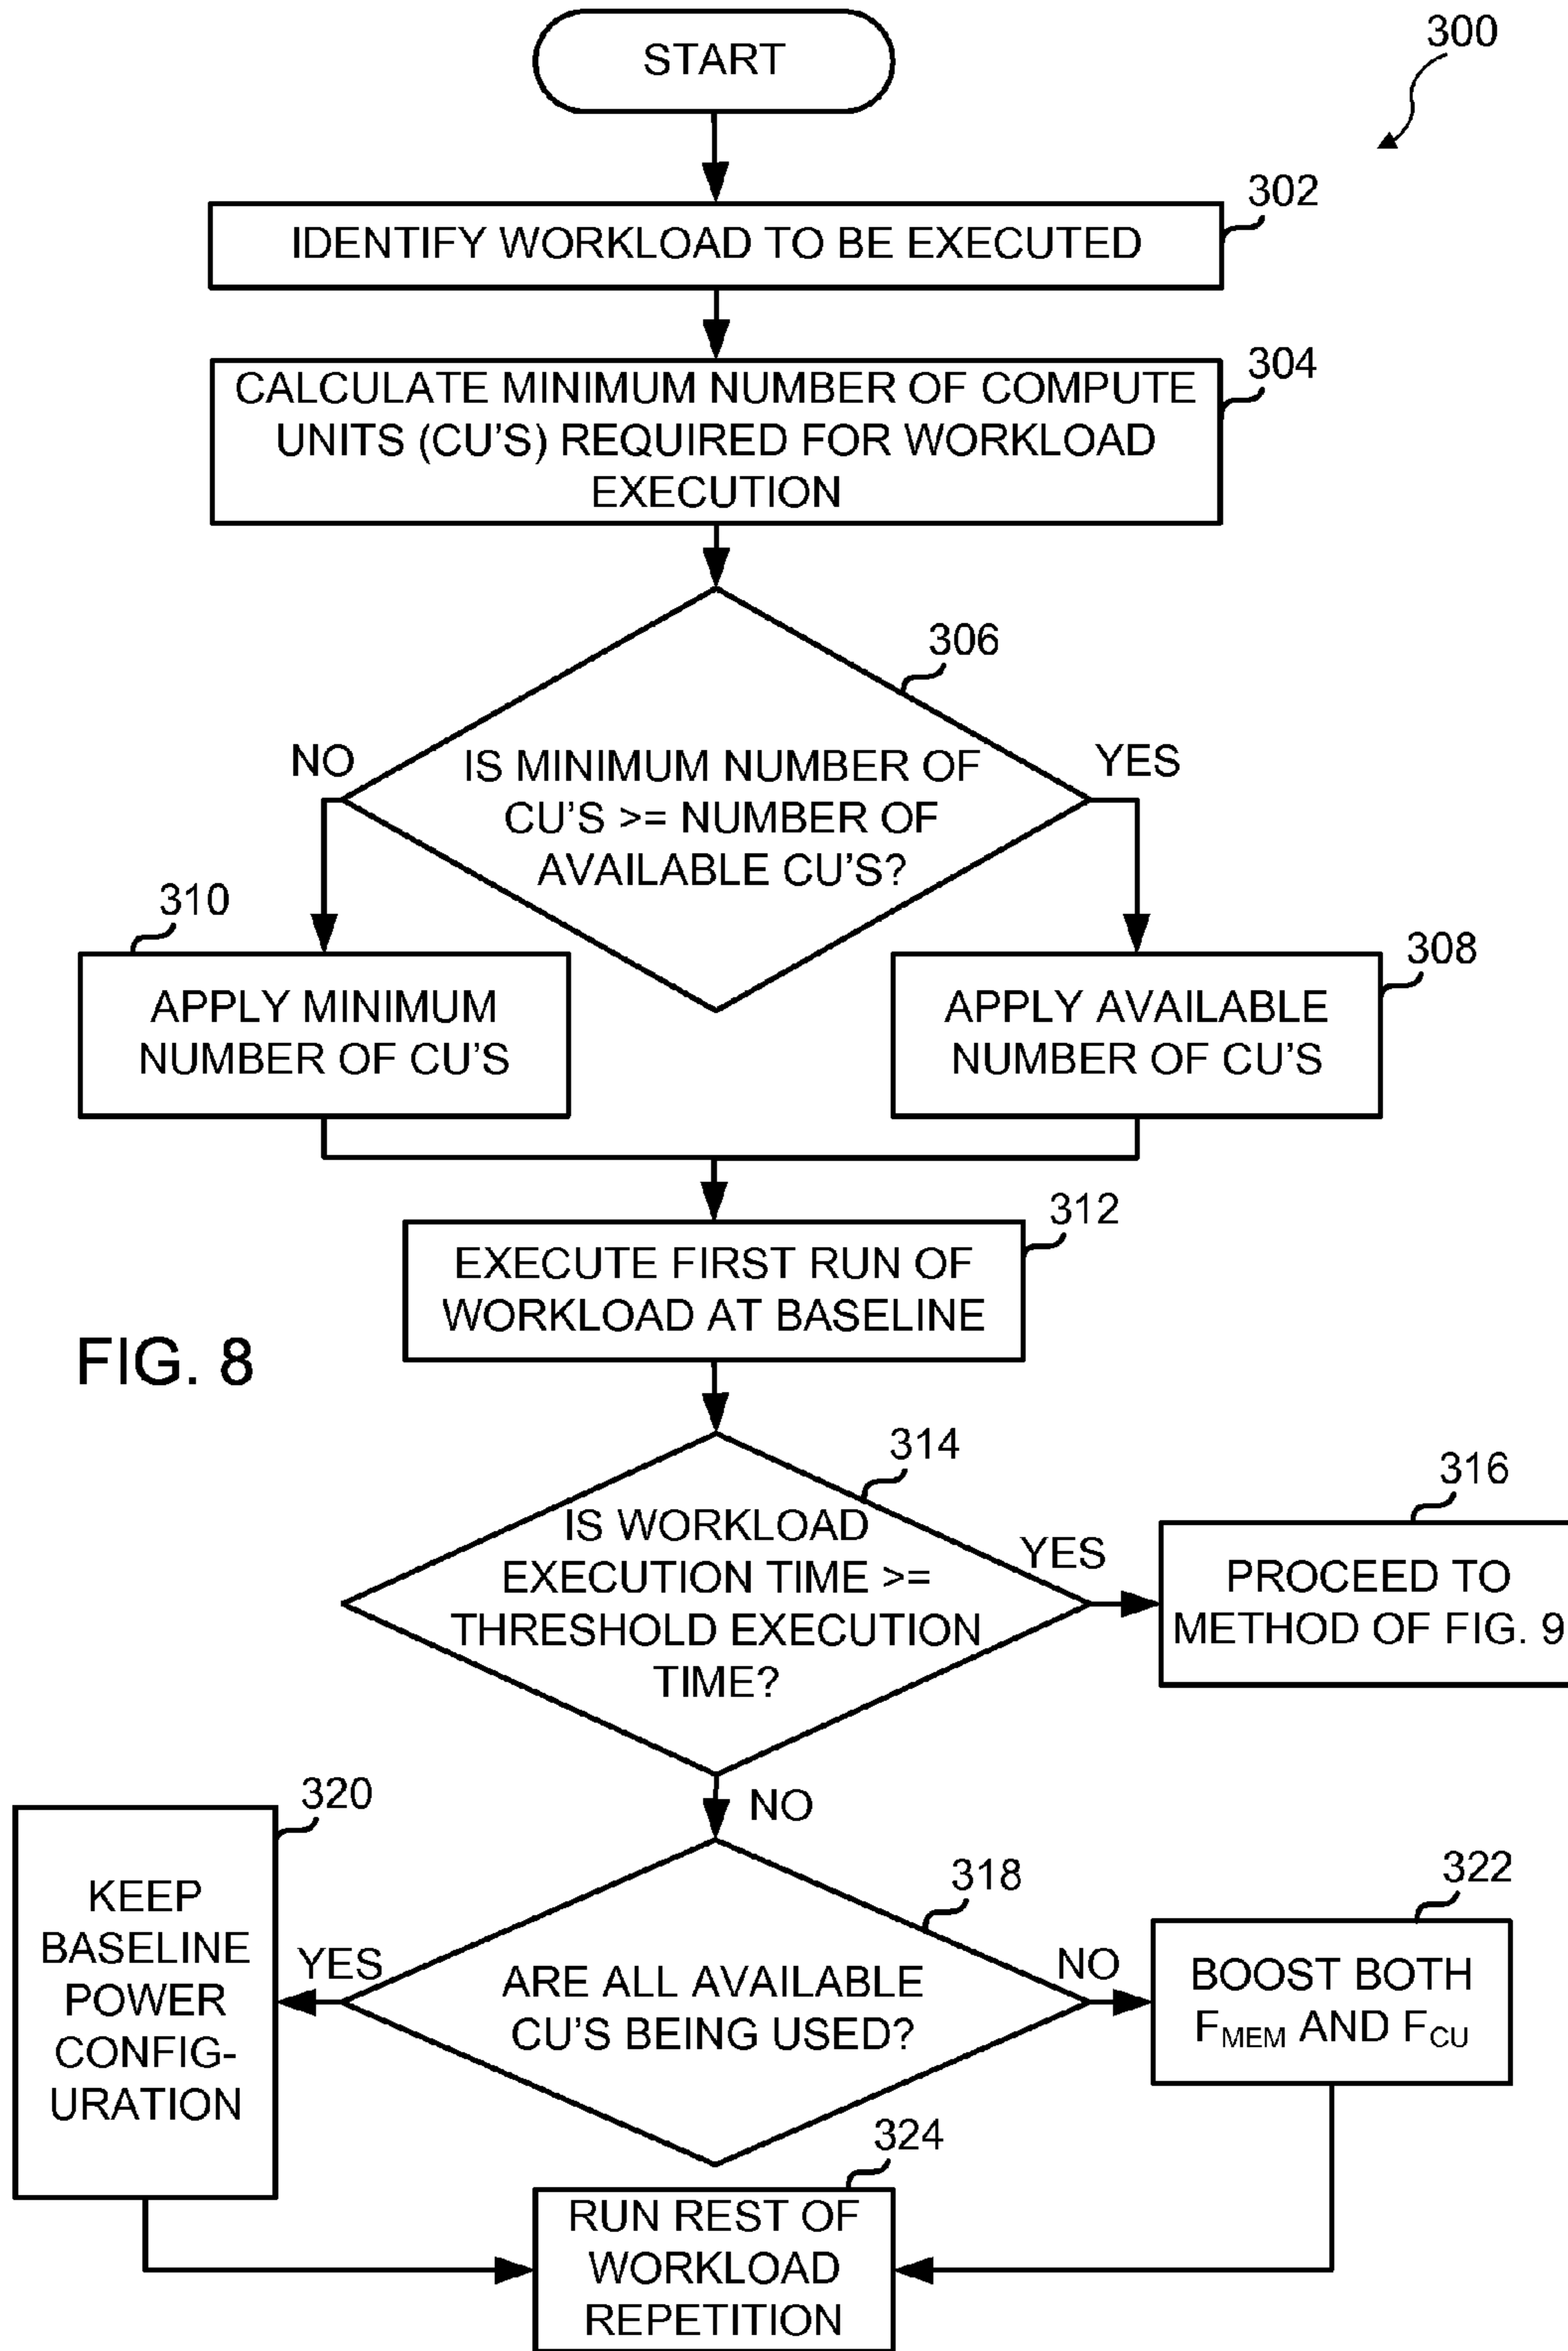 START
300
302
IDENTIFY WORKLOAD TO BE EXECUTED
304
CALCULATE MINIMUM NUMBER OF COMPUTE
UNITS (CU'S) REQUIRED FOR WORKLOAD
EXECUTION
306
NO
YES
IS MINIMUM NUMBER OF
CU'S >= NUMBER OF
AVAILABLE CU'S?
310
APPLY MINIMUM
NUMBER OF CU'S
308
APPLY AVAILABLE
NUMBER OF CU'S
312
EXECUTE FIRST RUN OF
WORKLOAD AT BASELINE
FIG. 8
314
IS WORKLOAD
EXECUTION TIME >=
THRESHOLD EXECUTION
TIME?
YES
316
PROCEED TO
METHOD OF FIG. 9
NO
320
KEEP
BASELINE
POWER
CONFIG-
URATION
YES
318
ARE ALL AVAILABLE
CU'S BEING USED?
NO
322
BOOST BOTH
FMEM AND FCU
324
RUN REST OF
WORKLOAD
REPETITION